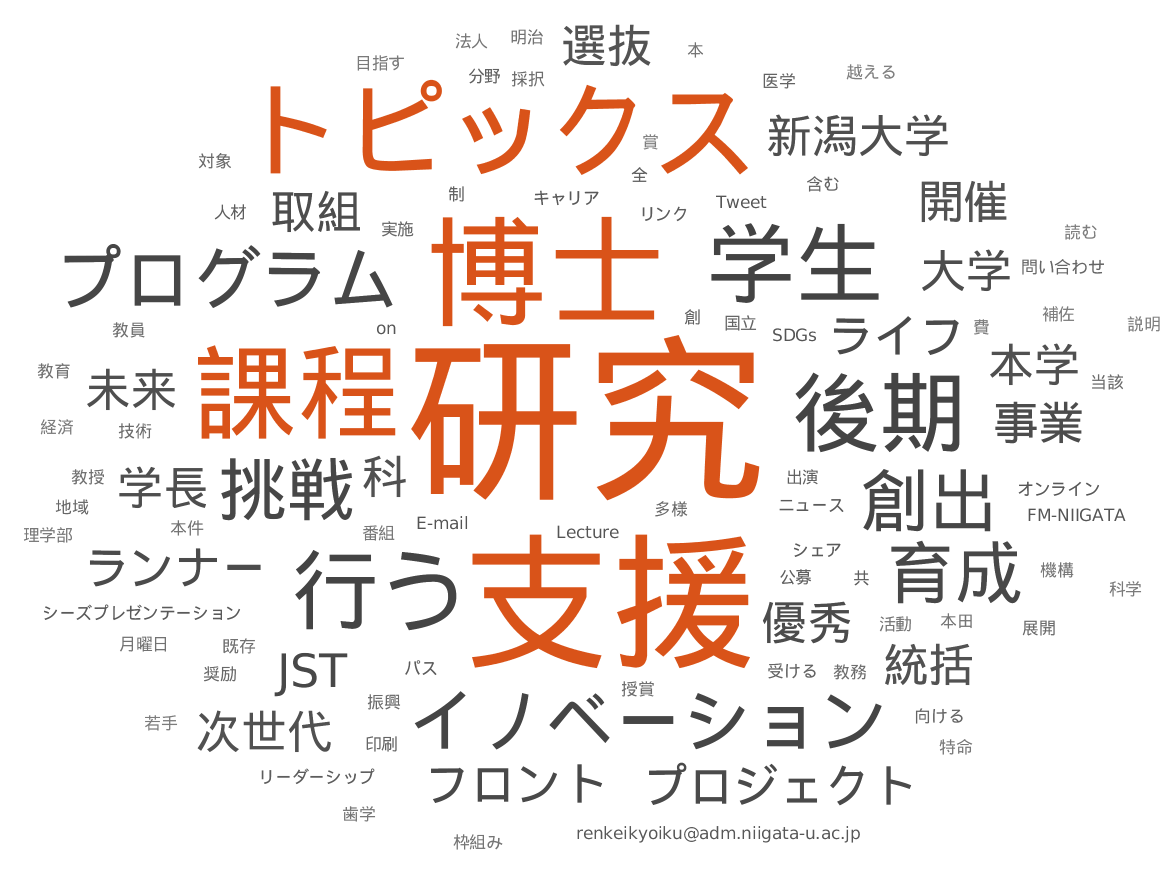 法人 明治 選抜 本
目指す 分野 採択 医学 越える
トピックス 賞 新潟大学
対象 全
人材 取組 実施 制 キャリア リンク Tweet 含む 開催
プログラム 博士 学生 大学 読む
問い合わせ
教員 on 創 国立 SDGs ライフ 費 補佐 説明
教育 未来 課程 研究 後期 本学 当該
経済 技術 事業
教授 学長 挑戦 科 出演 創出 オンライン
地域 多様 ニュース FM-NIIGATA
理学部 本件 番組 E-mail Lecture
ランナー 行う 支援 シェア 育成 機構
公募 共 科学
シーズプレゼンテーション 優秀 活動 本田 展開
月曜日 既存
奨励 JST パス 受ける 教務 統括
若手 次世代 振興 授賞 イノベーション 向ける
印刷 特命
リーダーシップ フロント プロジェクト
歯学
枠組み renkeikyoiku@adm.niigata-u.ac.jp